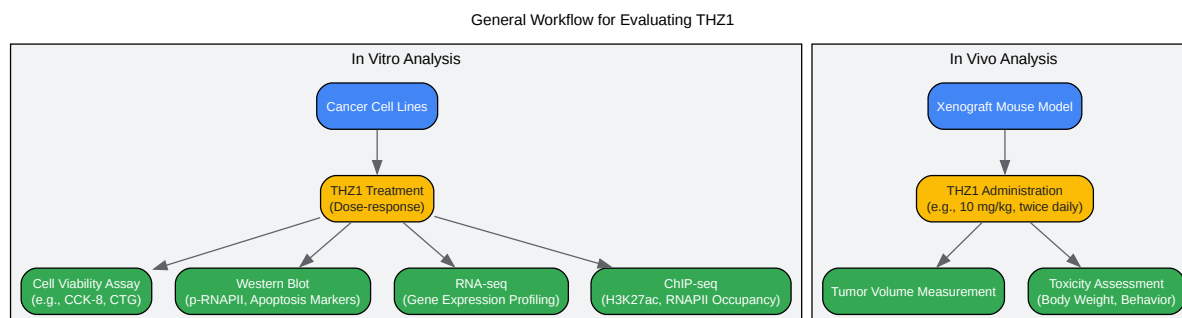 General Workflow for Evaluating THZ1
In Vitro Analysis
Cancer Cell Lines
THZ1 Treatment
(Dose-response)
Cell Viability Assay
(e.g., CCK-8, CTG)
Western Blot
(p-RNAPII, Apoptosis Markers)
RNA-seq
(Gene Expression Profiling)
ChIP-seq
(H3K27ac, RNAPII Occupancy)
In Vivo Analysis
Xenograft Mouse Model
THZ1 Administration
(e.g., 10 mg/kg, twice daily)
Tumor Volume Measurement
Toxicity Assessment
(Body Weight, Behavior)